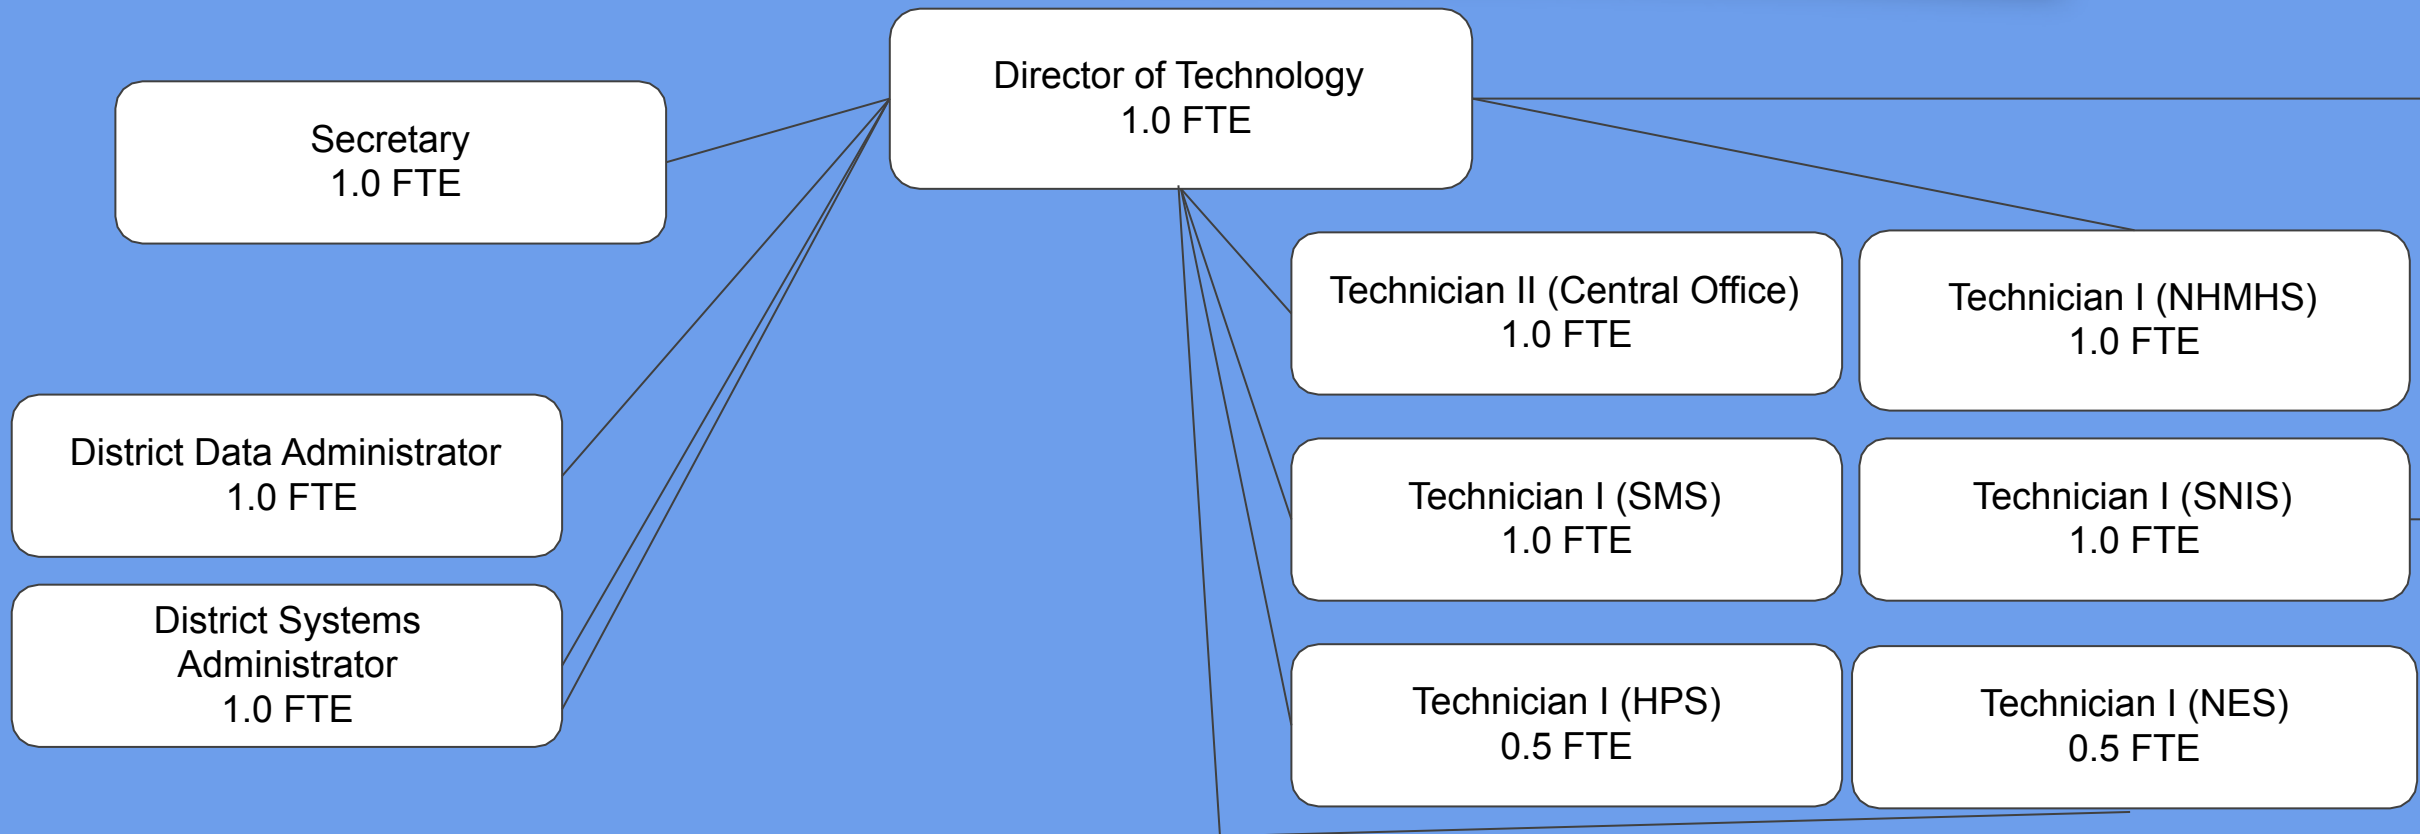 Director of Technology
1.0 FTE
Secretary
1.0 FTE
Technician II (Central Office)
1.0 FTE
Technician I (NHMHS)
1.0 FTE
District Data Administrator
1.0 FTE
Technician I (SMS)
1.0 FTE
Technician I (SNIS)
1.0 FTE
District Systems
Administrator
1.0 FTE
Technician I (HPS)
0.5 FTE
Technician I (NES)
0.5 FTE